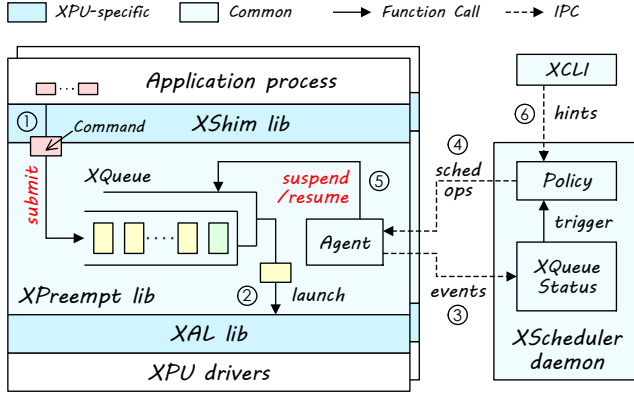 XPU-specific
Common
Function Call
IPC
Application process
XCLI
① XShim lib
⑥ hints
Command
④
sched
ops
submit
XQueue
suspend
/resume
⑤
Policy
Agent
trigger
XQueue
Status
② launch
events
③
XPreempt lib
XAL lib
XScheduler
daemon
XPU drivers